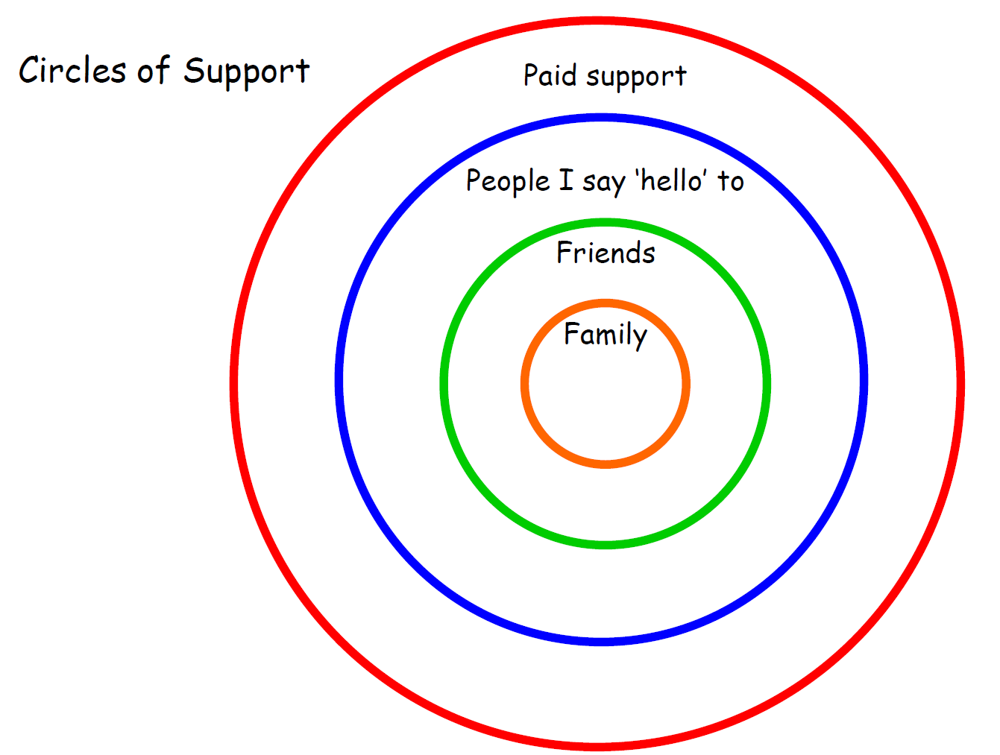 Circles of Support
Paid support
People I say ‘hello’ to
Friends
Family